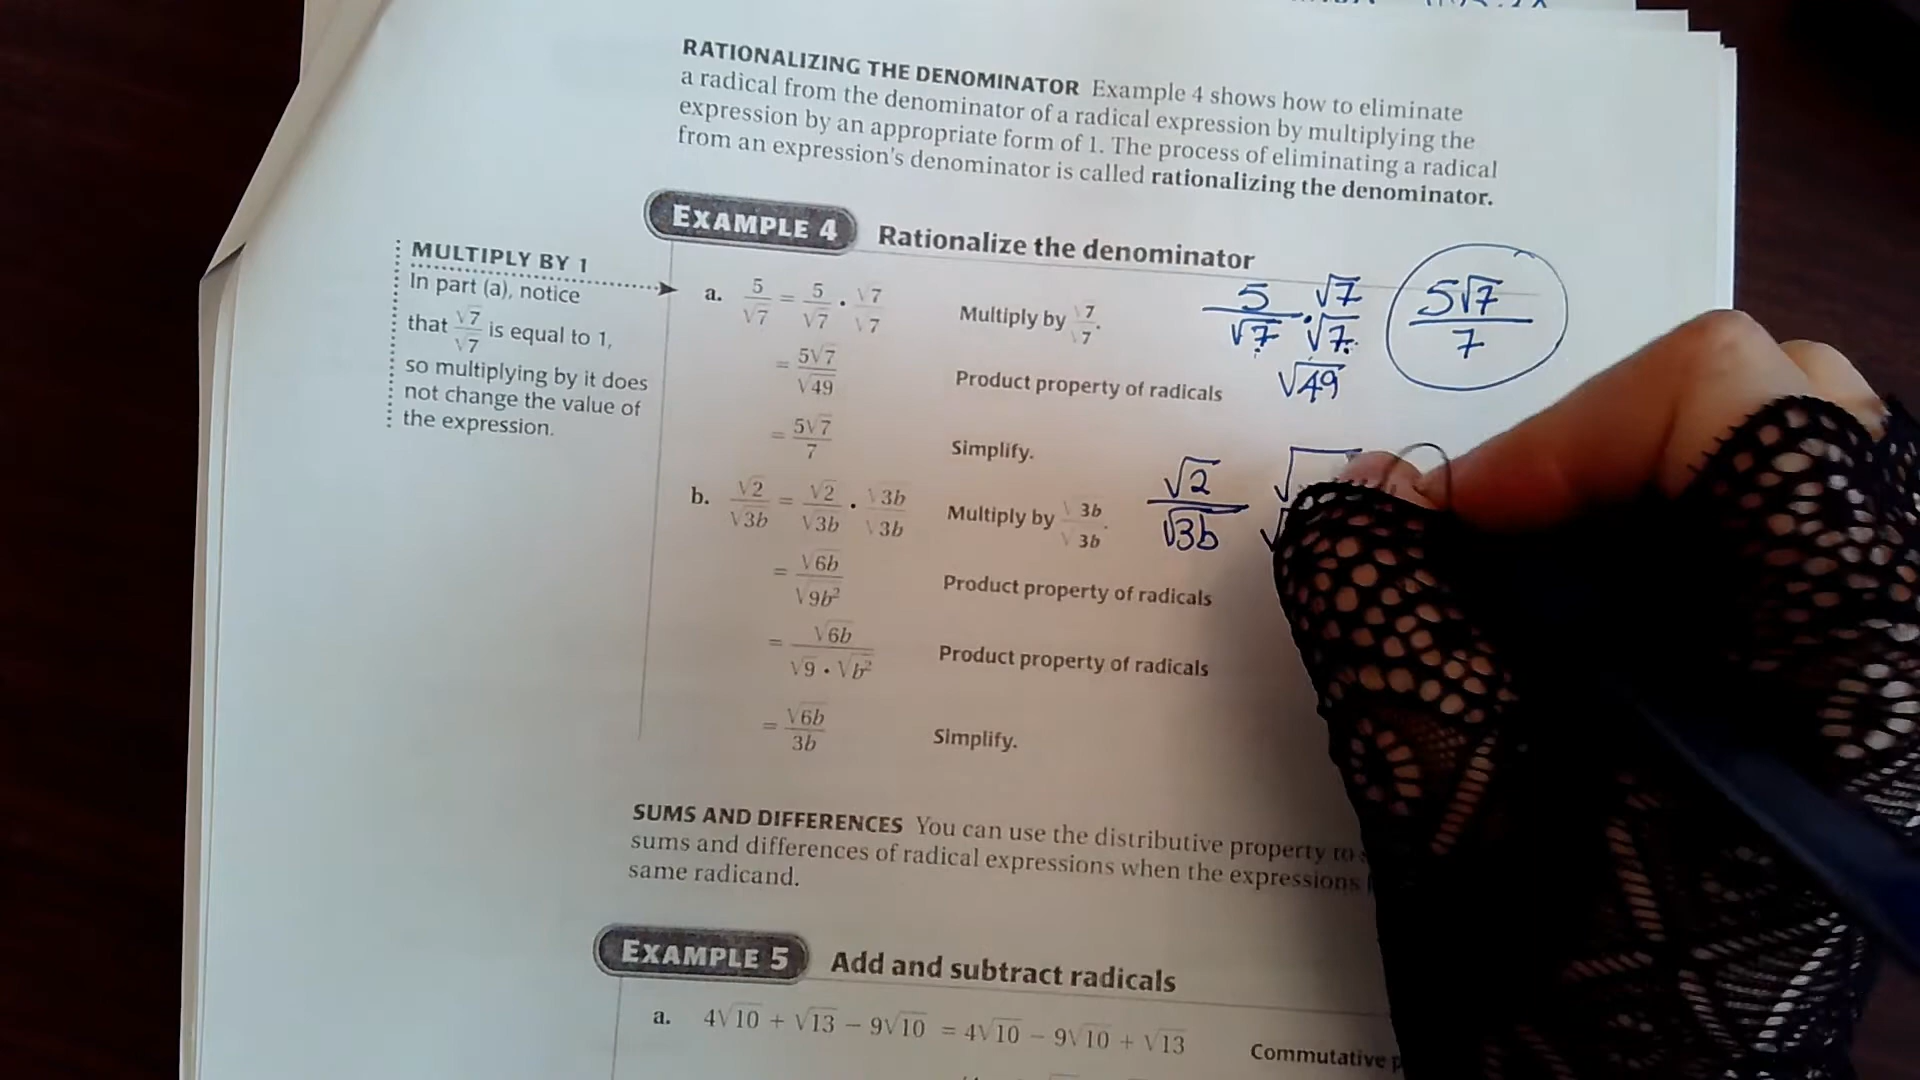 RATIONALIZING THE DENOMINATOR Example 4 shows how to eliminate
a radical from the denominator of a radical expression by multiplying the
expression by an appropriate form of 1. The process of eliminating a radical
from an expression's denominator is called rationalizing the denominator.
EXAMPLE 4 Rationalize the denominator
MULTIPLY BY 1
In part (a), notice
that √7/√7 is equal to 1,
so multiplying by it does
not change the value of
the expression.
a. 5/√7 = 5/√7 • √7/√7 Multiply by √7/√7.
= 5√7/√49 Product property of radicals
= 5√7/7 Simplify.
5/√7 • √7/√7 5√7/7
√49
b. √2/√3b = √2/√3b • √3b/√3b Multiply by √3b/√3b.
= √6b/√9b² Product property of radicals
= √6b/√9 • √b² Product property of radicals
= √6b/3b Simplify.
√2/√3b
SUMS AND DIFFERENCES You can use the distributive property to
sums and differences of radical expressions when the expressions
same radicand.
EXAMPLE 5 Add and subtract radicals
a. 4√10 + √13 − 9√10 = 4√10 − 9√10 + √13 Commutative